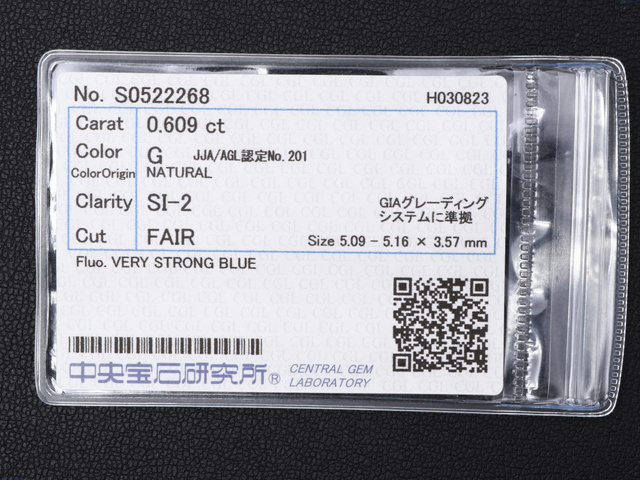 No. S0522268
H030823
Carat 0.609 ct
Color G JJA/AGL認定No.201
ColorOrigin NATURAL
Clarity SI-2
GIAグレーディング
システムに準拠
Cut FAIR Size 5.09 - 5.16 × 3.57 mm
Fluo. VERY STRONG BLUE
中央宝石研究所®
CENTRAL GEM
LABORATORY